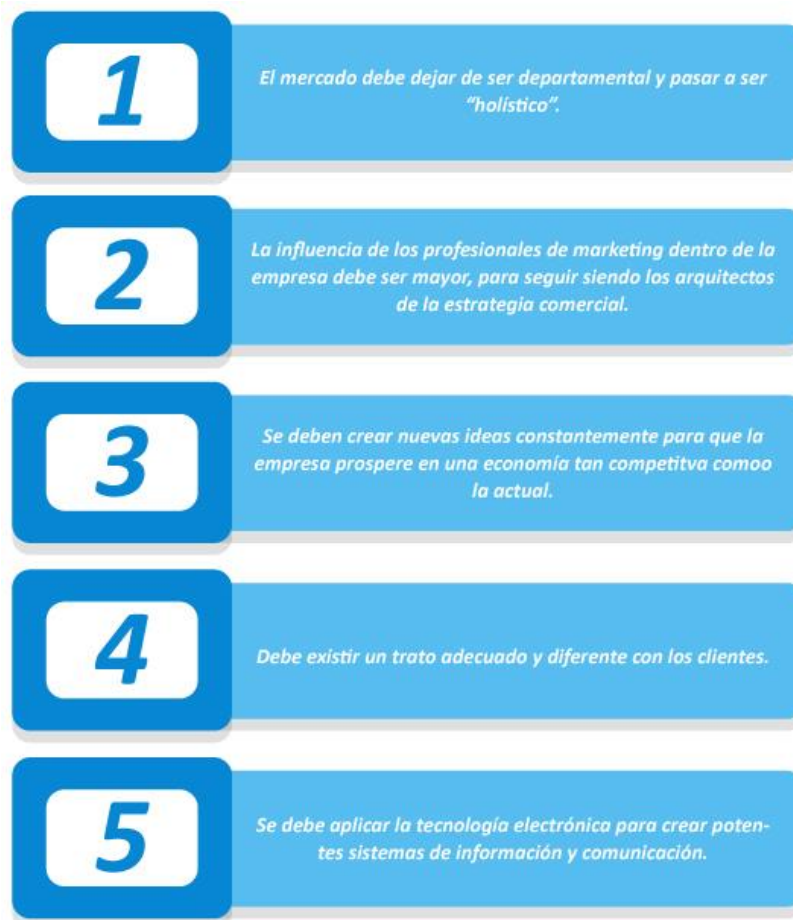 1
El mercado debe dejar de ser departamental y pasar a ser
“holístico”.
2
La influencia de los profesionales de marketing dentro de la
empresa debe ser mayor, para seguir siendo los arquitectos
de la estrategia comercial.
3
Se deben crear nuevas ideas constantemente para que la
empresa prospere en una economía tan competitva comoo
la actual.
4
Debe existir un trato adecuado y diferente con los clientes.
5
Se debe aplicar la tecnología electrónica para crear poten-
tes sistemas de información y comunicación.